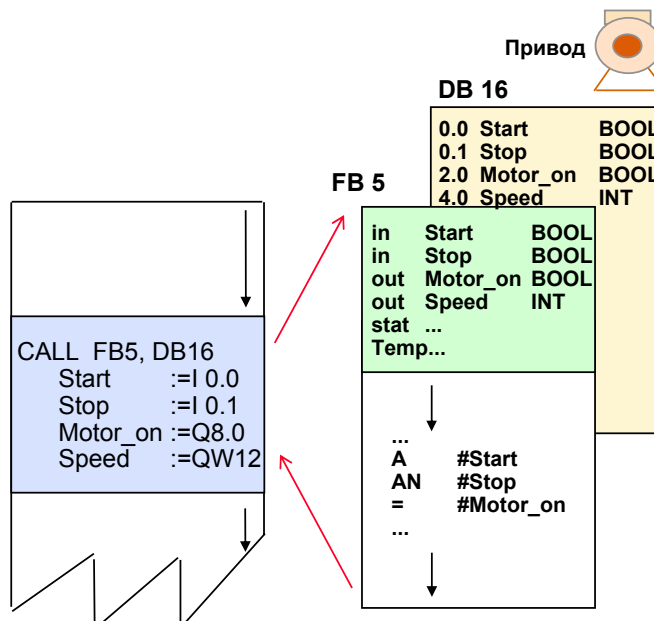 Привод
DB 16
0.0 Start BOOL
0.1 Stop BOOL
2.0 Motor_on BOOL
4.0 Speed INT
FB 5
in Start BOOL
in Stop BOOL
out Motor_on BOOL
out Speed INT
stat ...
Temp...
CALL FB5, DB16
Start :=I 0.0
Stop :=I 0.1
Motor_on :=Q8.0
Speed :=QW12
...
A #Start
AN #Stop
= #Motor_on
...